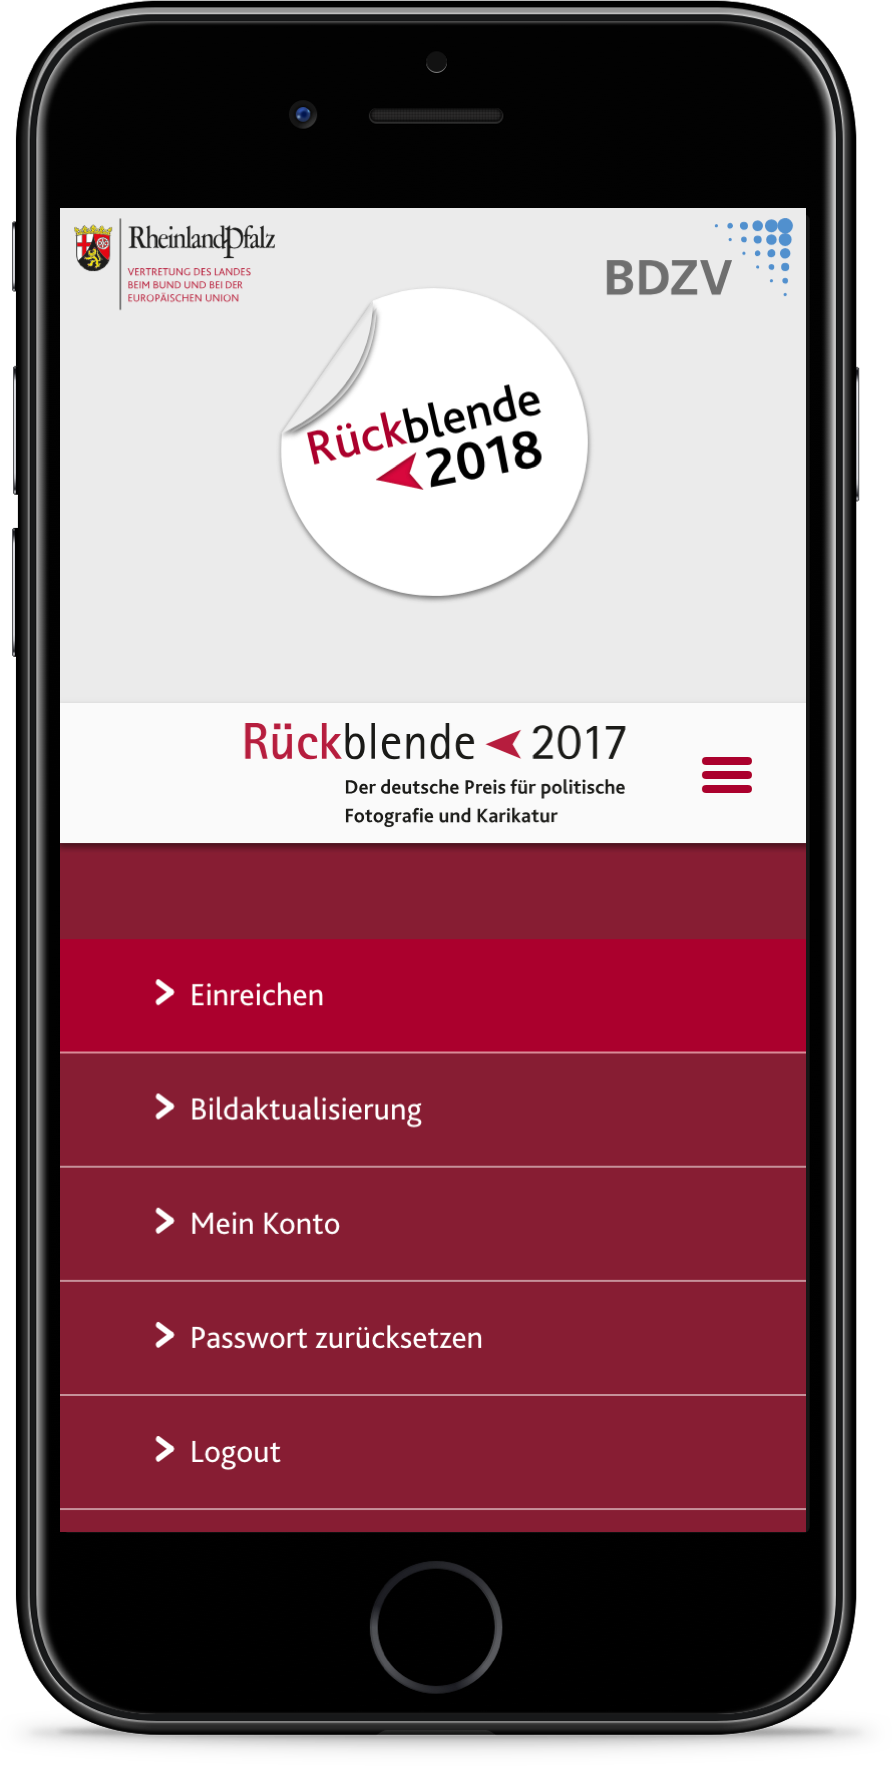 RheinlandPfalz
VERTRETUNG DES LANDES
BEIM BUND UND BEI DER
EUROPÄISCHEN UNION
BDZV
Rückblende
2018
Rückblende 2017
Der deutsche Preis für politische
Fotografie und Karikatur
Einreichen
Bildaktualisierung
Mein Konto
Passwort zurücksetzen
Logout